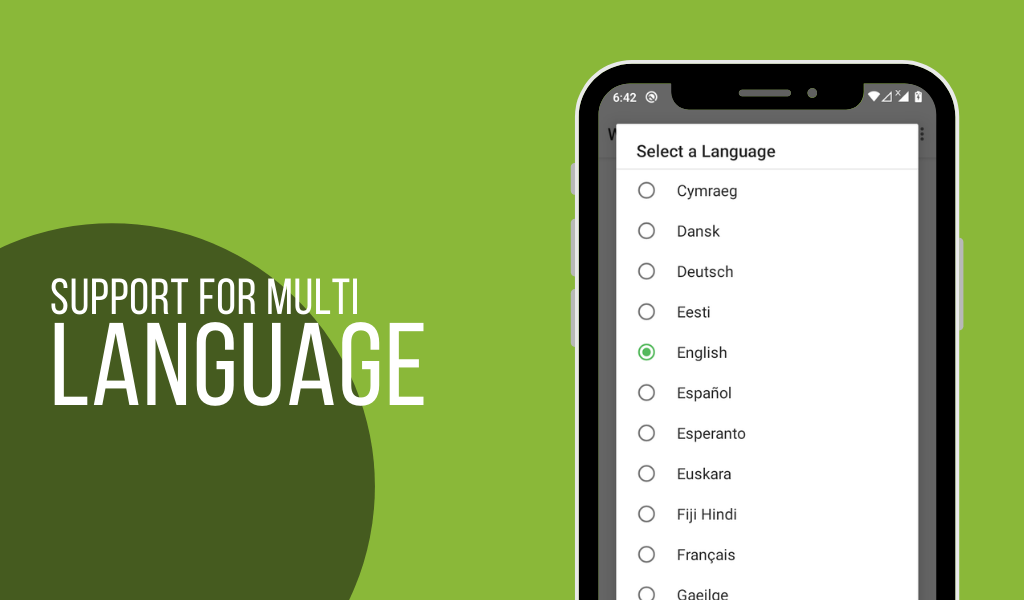 SUPPORT FOR MULTI
LANGUAGE
6:42
Select a Language
Cymraeg
Dansk
Deutsch
Eesti
English
Español
Esperanto
Euskara
Fiji Hindi
Français
Gaeilge